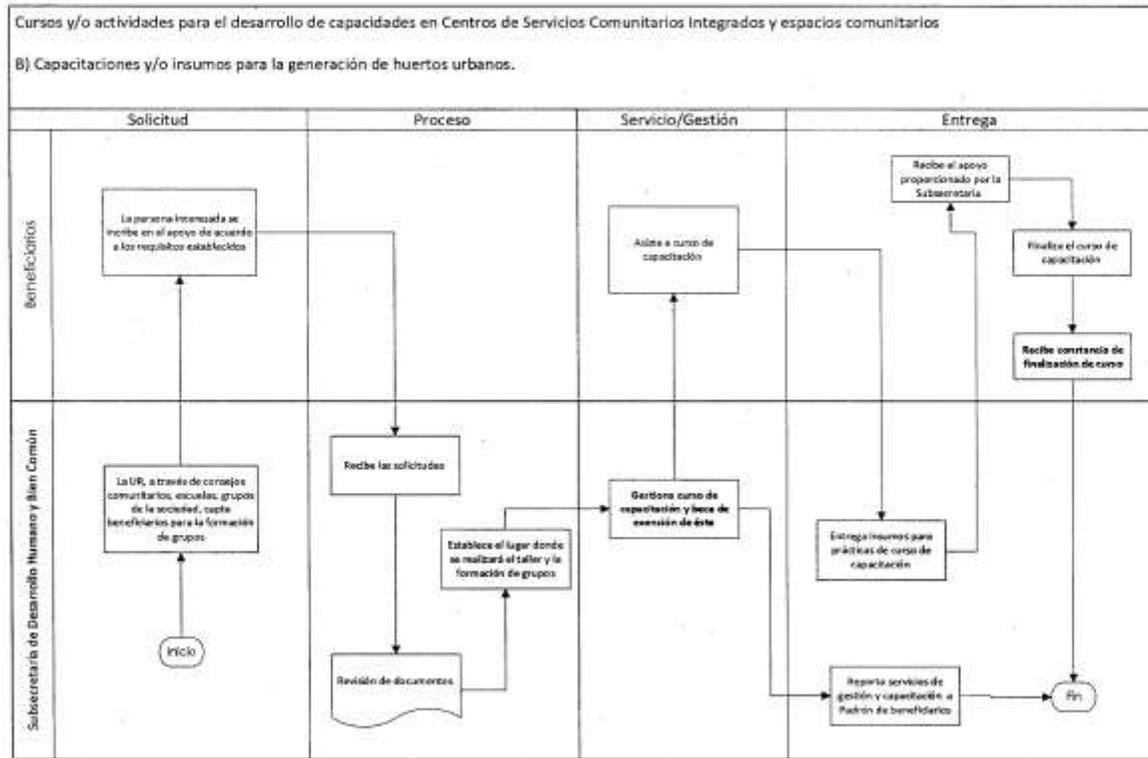 Cursos y/o actividades para el desarrollo de capacidades en Centros de Servicios Comunitarios Integrados y espacios comunitarios
B) Capacitaciones y/o insumos para la generación de huertos urbanos.
Solicitud
Proceso
Servicio/Gestión
Entrega
Beneficiarios
La persona interesada se
incribe en el apoyo de acuerdo
a los requisitos establecidos
Asiste a curso de
capacitación
Recibe el apoyo
proporcionado por la
Subsecretaría
Finaliza el curso de
capacitación
Recibe constancia de
finalización de curso
Subsecretaría de Desarrollo Humano y Bien Común
La UR, a través de consejos
comunitarios, escuelas, grupos
de la sociedad, capta
beneficiarios para la formación
de grupos
Inicio
Recibe las solicitudes
Revisión de documentos
Establece el lugar donde
se realizará el taller y la
formación de grupos
Gestiona curso de
capacitación y beca de
exención de éste
Entrega insumos para
prácticas de curso de
capacitación
Reporta servicios de
gestión y capacitación a
Padrón de beneficiarios
Fin